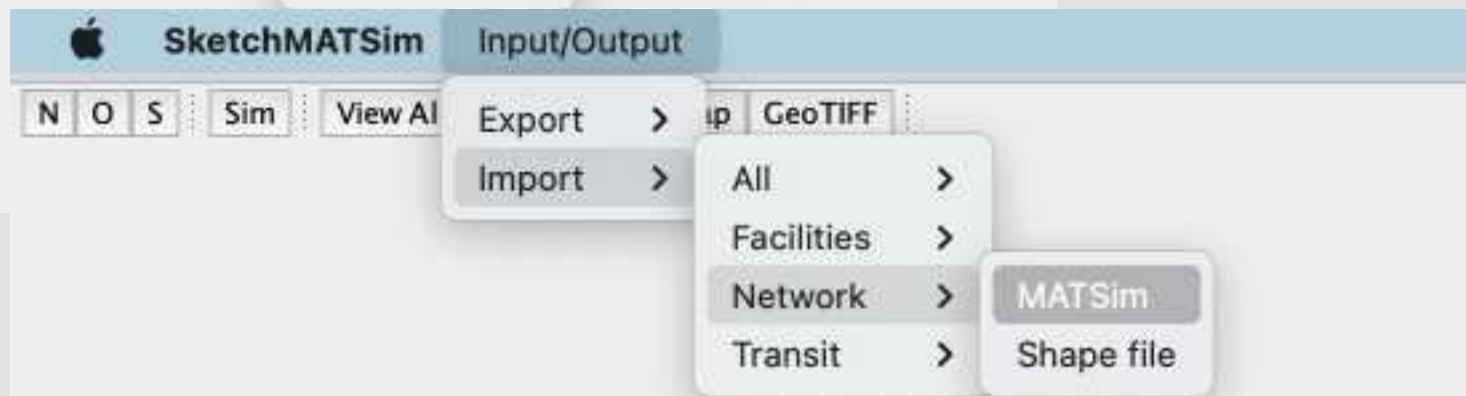 SketchMATSim Input/Output
N O S Sim View Al Export > ap GeoTIFF
Import > All >
Facilities >
Network > MATSim
Transit > Shape file